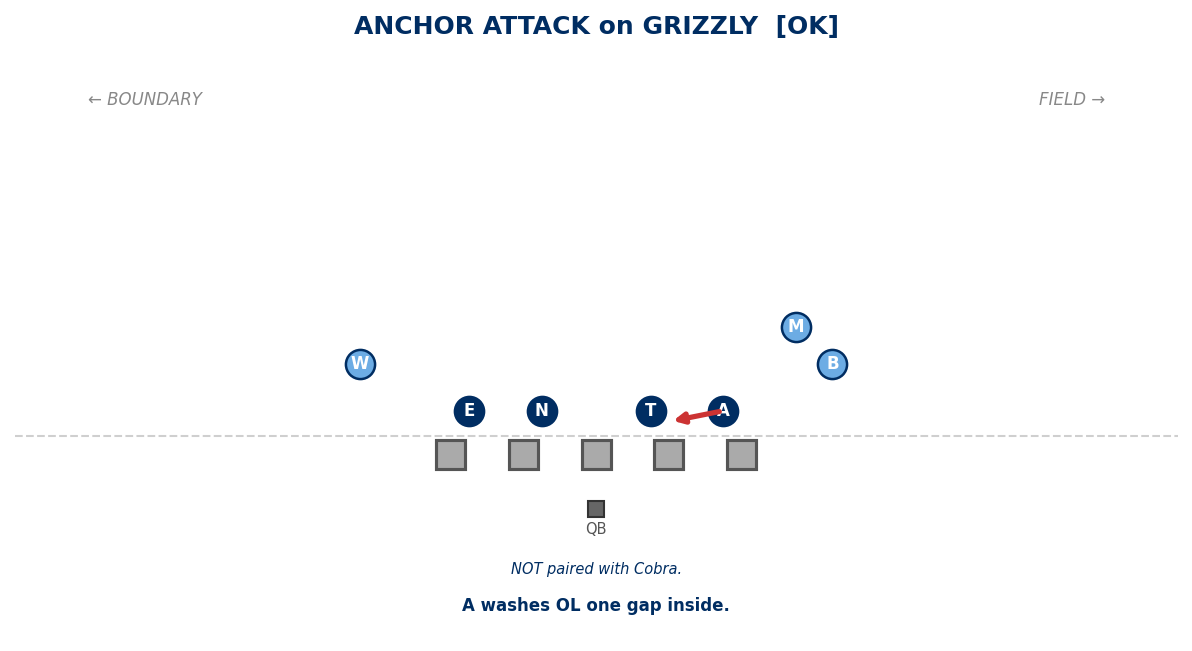 ANCHOR ATTACK on GRIZZLY [OK]
← BOUNDARY
FIELD →
M
W
B
E
N
T
A
QB
NOT paired with Cobra.
A washes OL one gap inside.